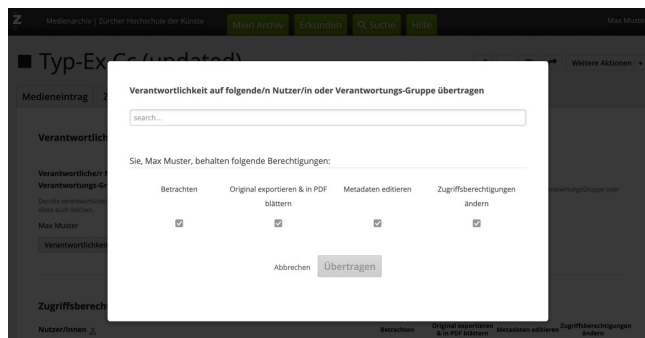 Z Medienarchiv | Zürcher Hochschule der Künste Mein Archiv Erkunden Suche Hilfe Max Muste
Typ-Ex Cc (updated)
Weitere Aktionen
Medieneintrag Z
Verantwortlichkeit auf folgende/n Nutzer/in oder Verantwortungs-Gruppe übertragen
search...
Verantwortlich
Sie, Max Muster, behalten folgende Berechtigungen:
Verantwortliche/r N
Verantwortungs-Gr
Betrachten
Original exportieren & in PDF blättern
Metadaten editieren
Zugriffsberechtigungen ändern
Max Muster
Verantwortlichkeit
Abbrechen Übertragen
Zugriffsberech
Nutzer/innen
Betrachten
Original exportieren & in PDF blättern
Metadaten editieren
Zugriffsberechtigungen ändern